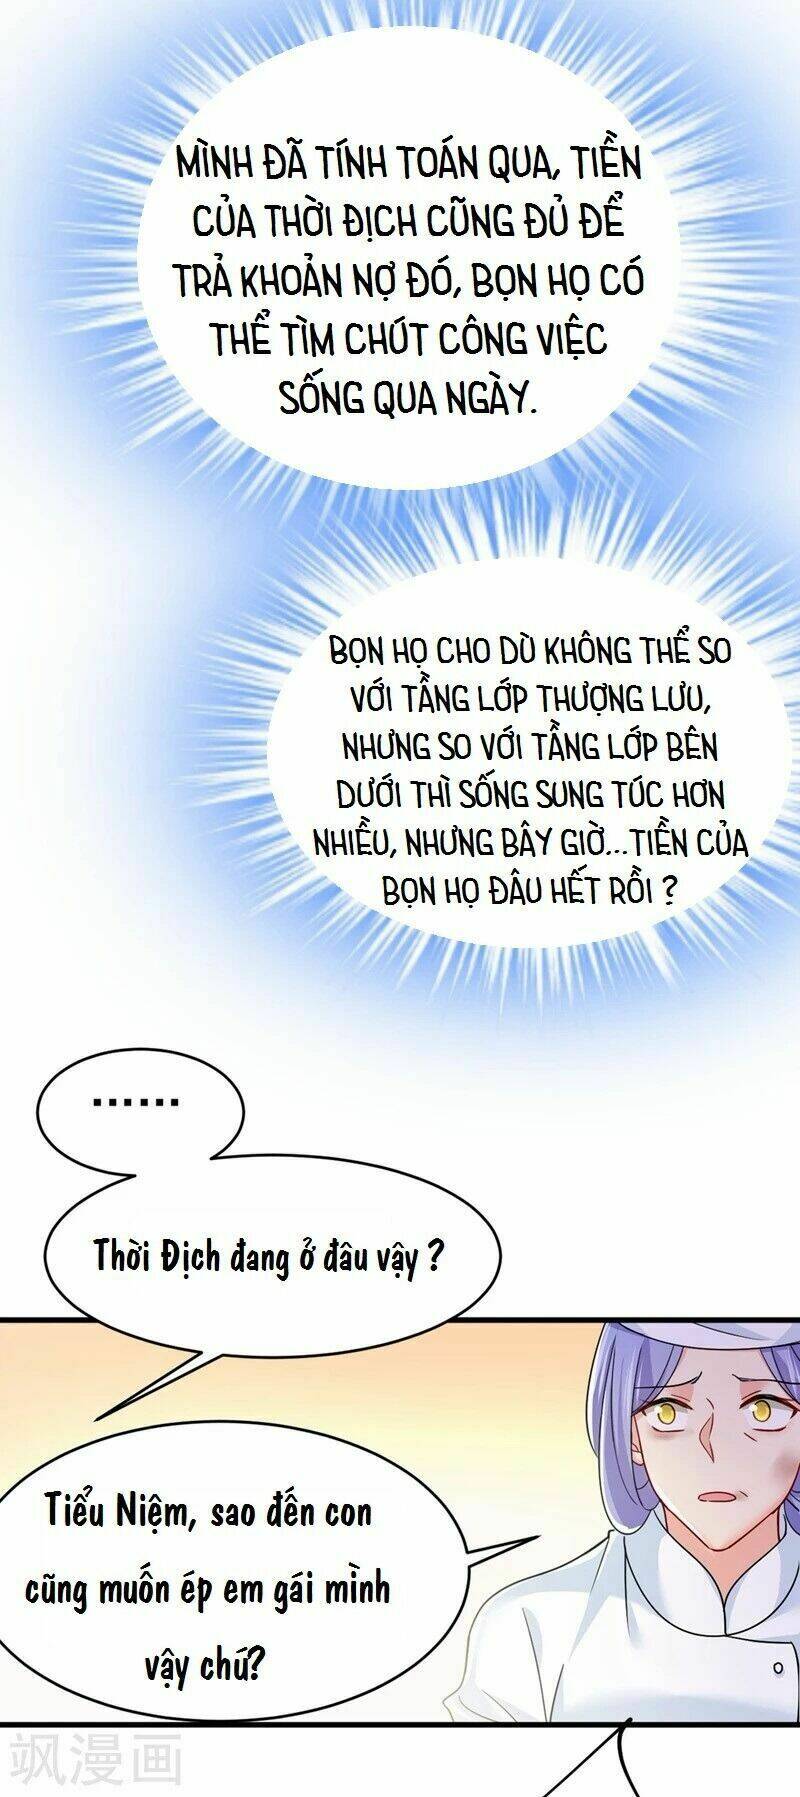 MÌNH ĐÃ TÍNH TOÁN QUA, TIỀN
CỦA THỜI ĐỊCH CŨNG ĐỦ ĐỂ
TRẢ KHOẢN NỢ ĐÓ, BỌN HỌ CÓ
THỂ TÌM CHÚT CÔNG VIỆC
SỐNG QUA NGÀY.
BỌN HỌ CHO DÙ KHÔNG THỂ SO
VỚI TẦNG LỚP THƯỢNG LƯU,
NHƯNG SO VỚI TẦNG LỚP BÊN
DƯỚI THÌ SỐNG SUNG TÚC HƠN
NHIỀU, NHƯNG BÂY GIỜ...TIỀN CỦA
BỌN HỌ ĐÂU HẾT RỒI ?
......
Thời Địch đang ở đâu vậy ?
Tiểu Niệm, sao đến con
cũng muốn ép em gái mình
vậy chứ?
飒漫画